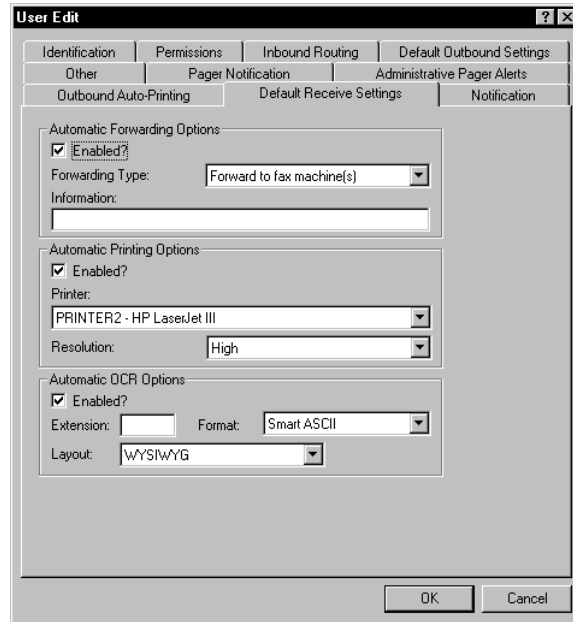 User Edit
Identification Permissions Inbound Routing Default Outbound Settings
Other Pager Notification Administrative Pager Alerts
Outbound Auto-Printing Default Receive Settings Notification
Automatic Forwarding Options
Enabled?
Forwarding Type: Forward to fax machine(s)
Information:
Automatic Printing Options
Enabled?
Printer:
PRINTER2 - HP LaserJet III
Resolution: High
Automatic OCR Options
Enabled?
Extension: Format: Smart ASCII
Layout: WYSIWYG
OK Cancel